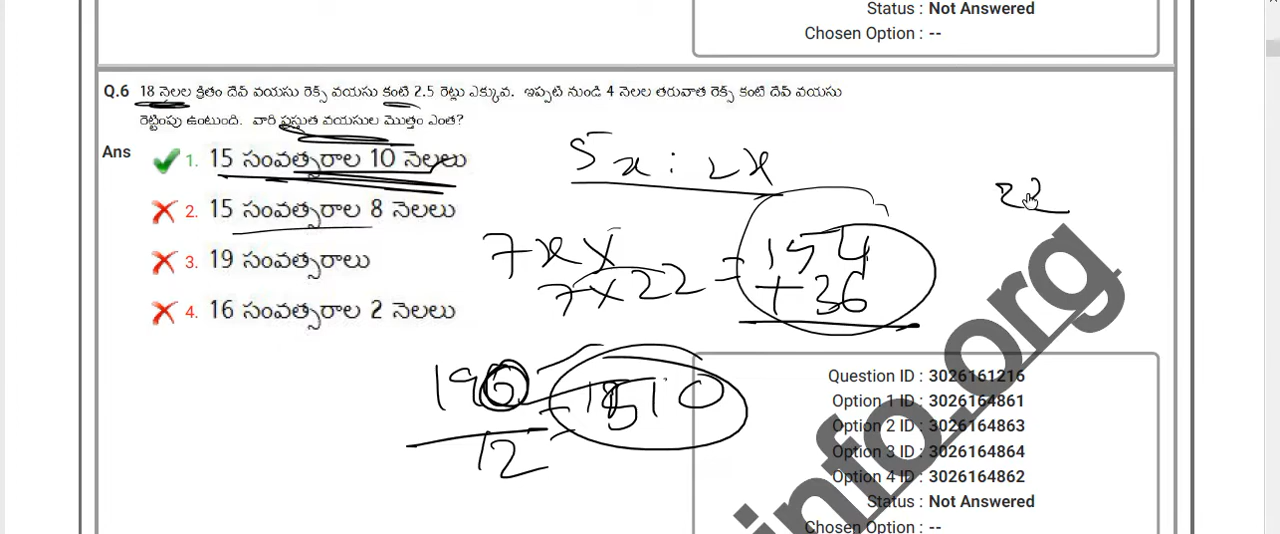 Status : Not Answered
Chosen Option : --
Q.6 18 నెలల క్రితం దేవ్ వయసు రెక్స్ వయసు కంటే 2.5 రెట్లు ఎక్కువ. ఇప్పటి నుండి 4 నెలల తరువాత రెక్స్ కంటే దేవ్ వయసు
రెట్టింపు ఉంటుంది. వారి ప్రస్తుత వయసుల మొత్తం ఎంత?
Ans 1. 15 సంవత్సరాల 10 నెలలు
2. 15 సంవత్సరాల 8 నెలలు
3. 19 సంవత్సరాలు
4. 16 సంవత్సరాల 2 నెలలు
5x : 2x
22
7x
7x22 = 154
+36
190
12
Question ID : 3026161216
Option 1 ID : 3026164861
Option 2 ID : 3026164863
Option 3 ID : 3026164864
Option 4 ID : 3026164862
Status : Not Answered
Chosen Option : --
info.org